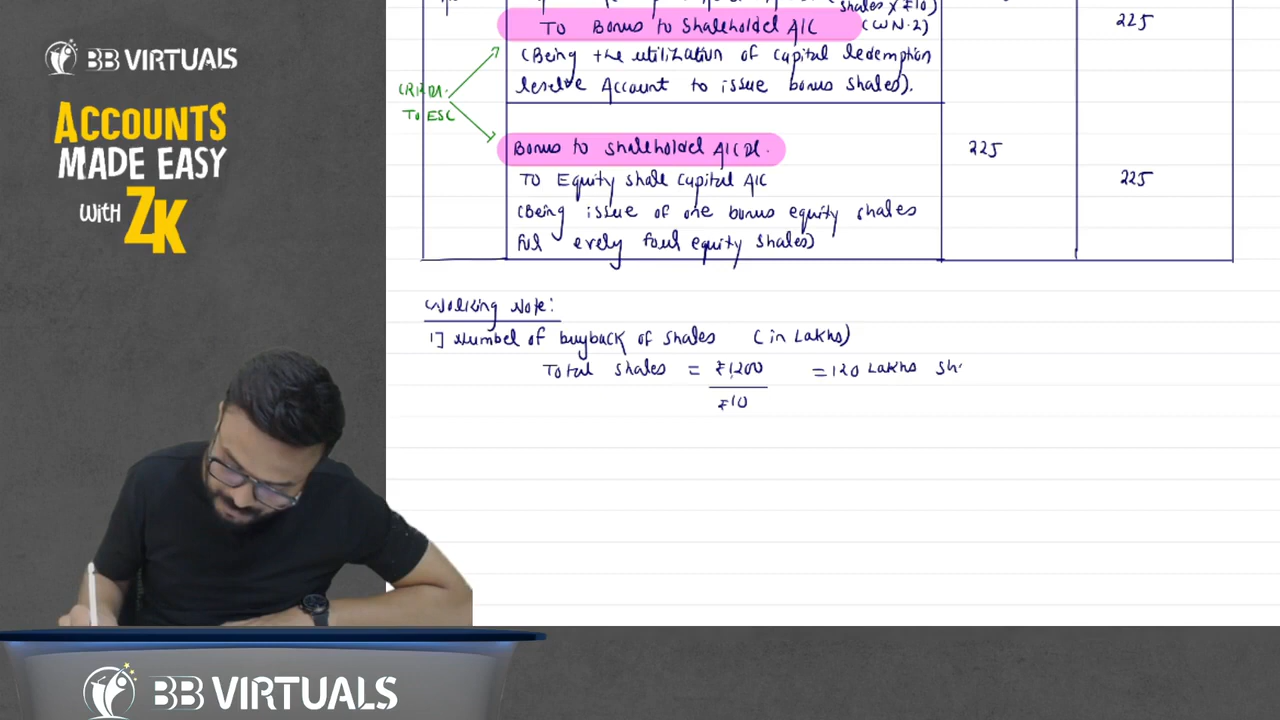 BB VIRTUALS
ACCOUNTS
MADE EASY
WITH ZK
shares x ₹10)
To Bonus to shareholder A/C (WN.2)
225
(Being the utilization of capital redemption
reserve Account to issue bonus shares).
CRR Dr.
To ESC
Bonus to shareholder A/C Dr. 225
To Equity share capital A/C 225
(Being issue of one bonus equity shares
for every four equity shares)
Working Note:
1] Number of buyback of shares (in Lakhs)
Total shares = ₹1,200 = 120 Lakhs sh
₹10
BB VIRTUALS